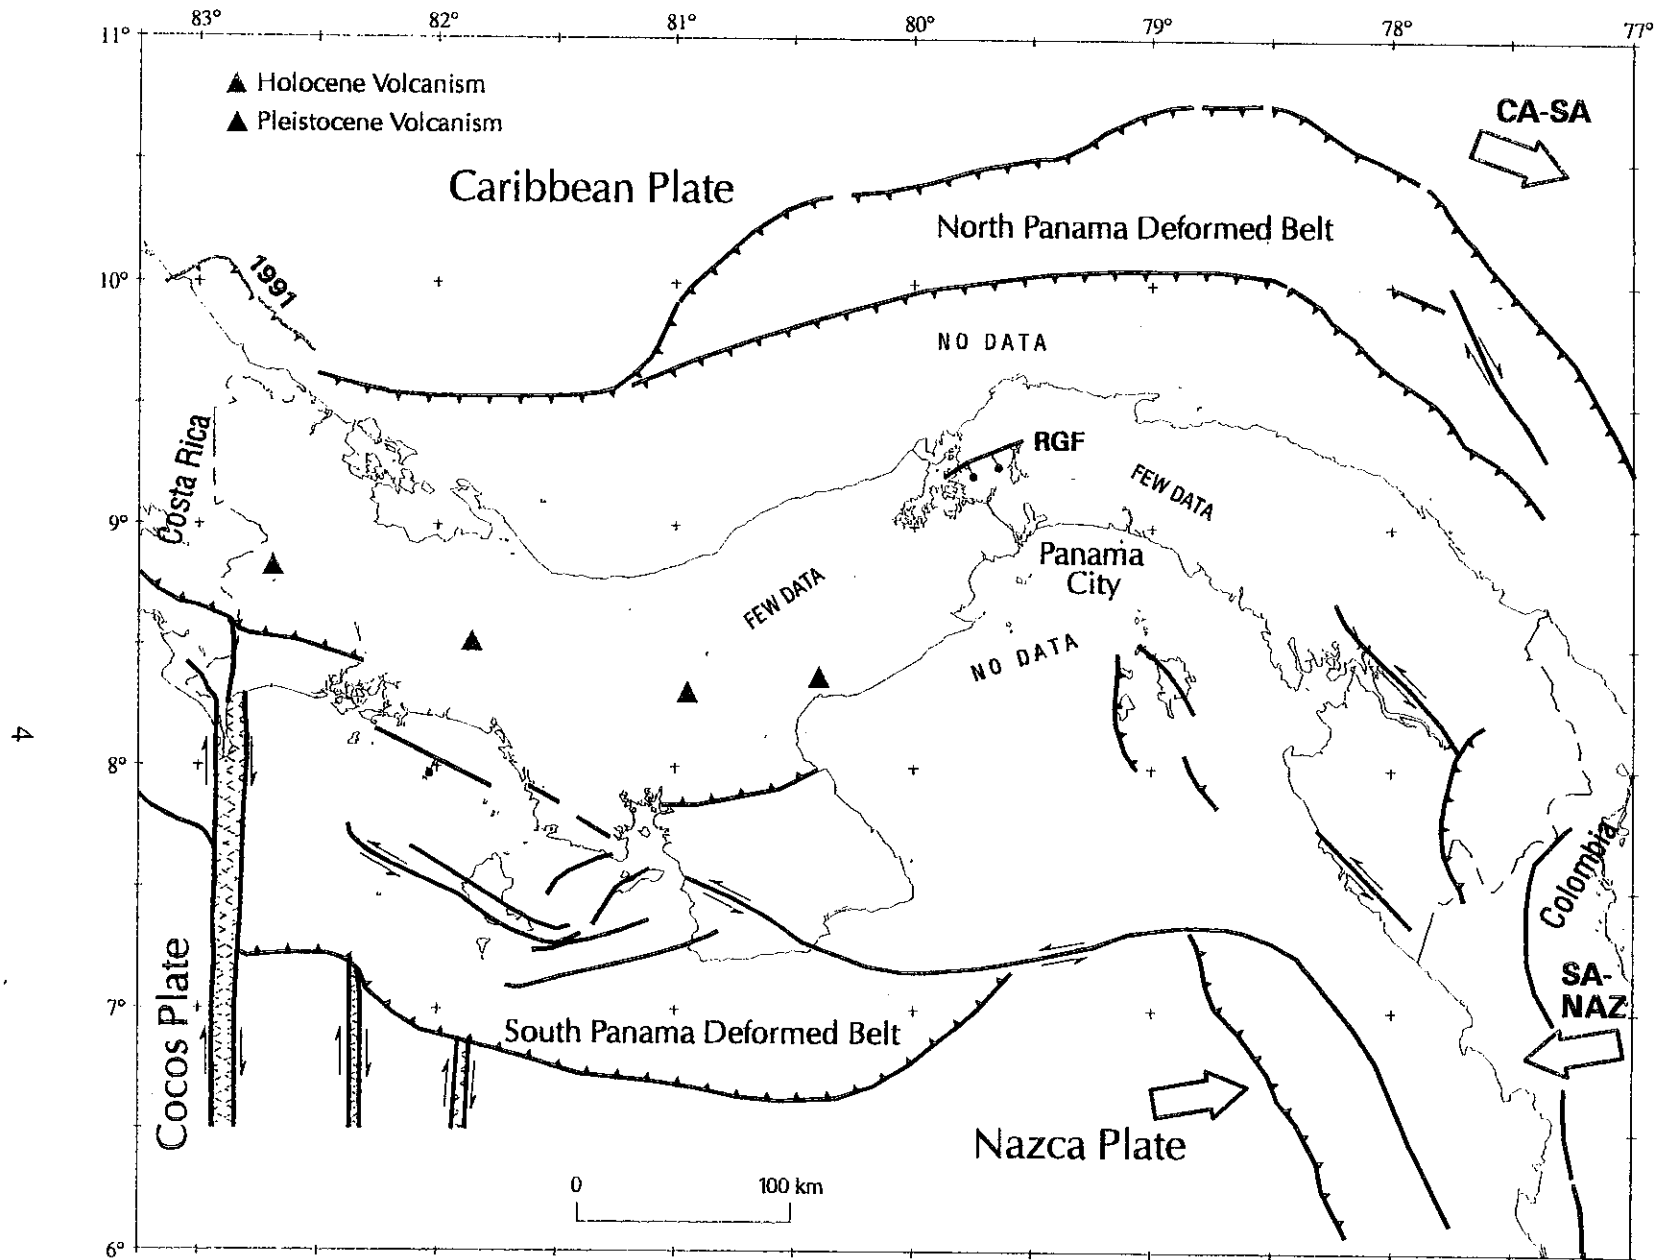 83°
82°
81°
80°
79°
78°
77°
11°
Holocene Volcanism
Pleistocene Volcanism
CA-SA
Caribbean Plate
North Panama Deformed Belt
10°
1991
NO DATA
Costa Rica
RGF
FEW DATA
9°
Panama
City
FEW DATA
NO DATA
4
8°
Colombia
Cocos Plate
SA-
NAZ
7°
South Panama Deformed Belt
Nazca Plate
0
100 km
6°